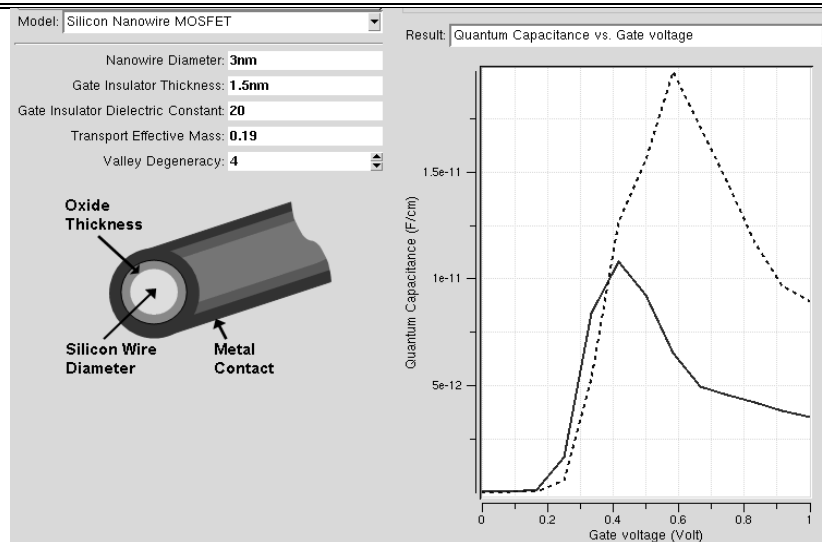 Model: Silicon Nanowire MOSFET
Nanowire Diameter: 3nm
Gate Insulator Thickness: 1.5nm
Gate Insulator Dielectric Constant: 20
Transport Effective Mass: 0.19
Valley Degeneracy: 4
Oxide
Thickness
Silicon Wire
Diameter
Metal
Contact
Result: Quantum Capacitance vs. Gate voltage
Quantum Capacitance (F/cm)
1.5e-11
1e-11
5e-12
0 0.2 0.4 0.6 0.8 1
Gate voltage (Volt)